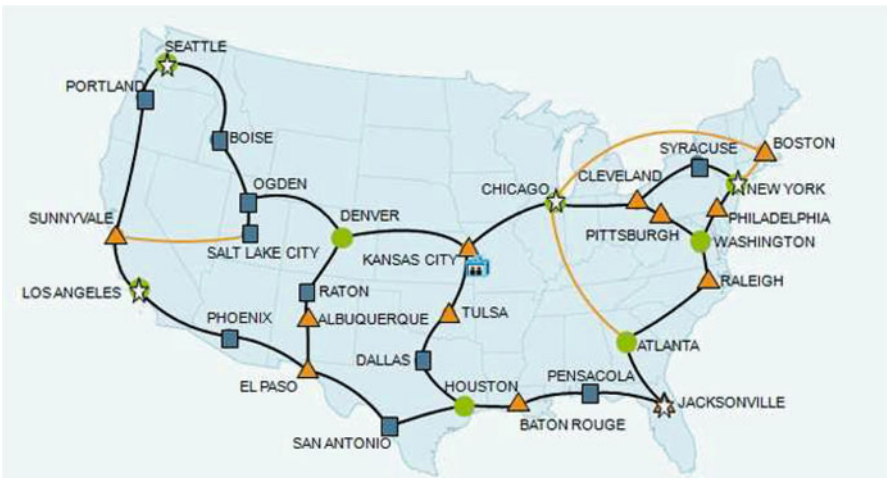 SEATTLE
PORTLAND
BOISE
BOSTON
SYRACUSE
CLEVELAND
OGDEN
CHICAGO
NEW YORK
SUNNYVALE
DENVER
PHILADELPHIA
PITTSBURGH
WASHINGTON
SALT LAKE CITY
KANSAS CITY
RALEIGH
LOS ANGELES
RATON
PHOENIX
ALBUQUERQUE
TULSA
ATLANTA
DALLAS
PENSACOLA
EL PASO
HOUSTON
JACKSONVILLE
BATON ROUGE
SAN ANTONIO